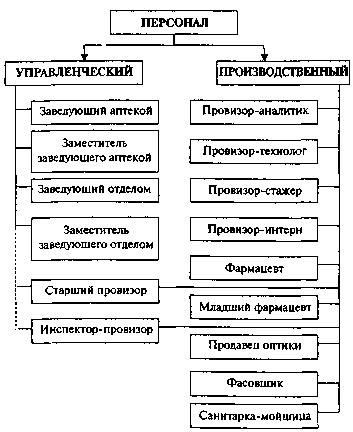 ПЕРСОНАЛ
УПРАВЛЕНЧЕСКИЙ
Заведующий аптекой
Заместитель
заведующего аптекой
Заведующий отделом
Заместитель
заведующего отделом
Старший провизор
Инспектор-провизор
ПРОИЗВОДСТВЕННЫЙ
Провизор-аналитик
Провизор-технолог
Провизор-стажер
Провизор-интерн
Фармацевт
Младший фармацевт
Продавец оптики
Фасовщик
Санитарка-мойщица